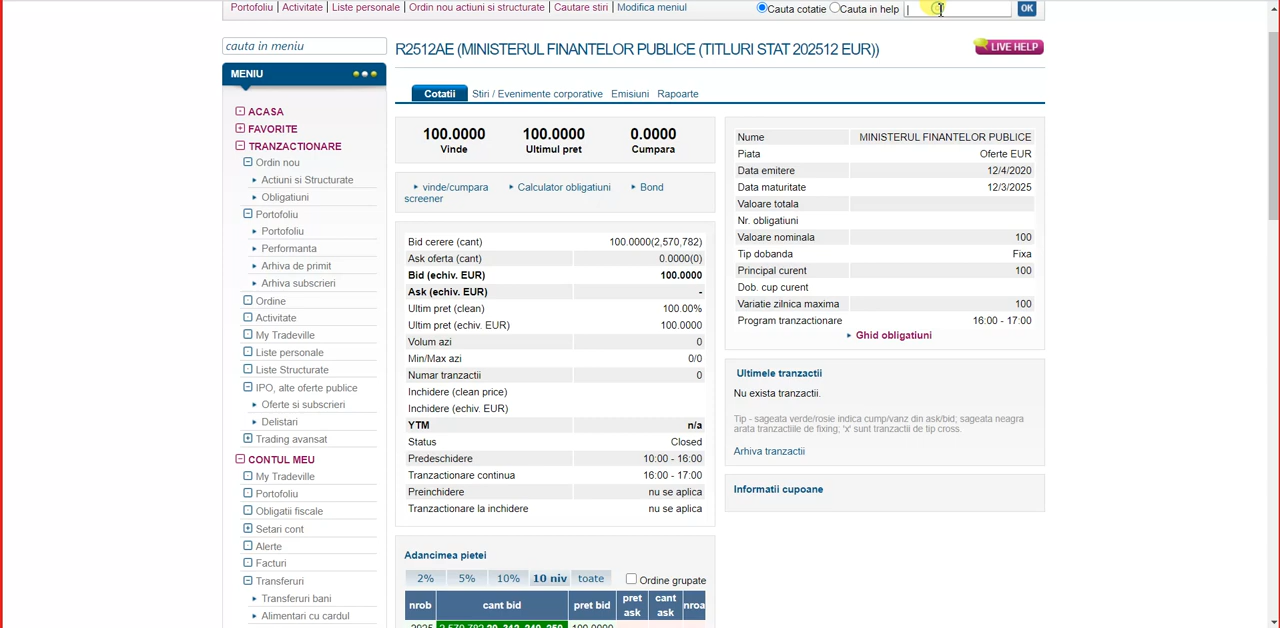 Portofoliu | Activitate | Liste personale | Ordin nou actiuni si structurate | Cautare stiri | Modifica meniul
Cauta cotatie Cauta in help OK
cauta in meniu
R2512AE (MINISTERUL FINANTELOR PUBLICE (TITLURI STAT 202512 EUR))
LIVE HELP
MENIU
ACASA
FAVORITE
TRANZACTIONARE
Ordin nou
Actiuni si Structurate
Obligatiuni
Portofoliu
Portofoliu
Performanta
Arhiva de primit
Arhiva subscrieri
Ordine
Activitate
My Tradeville
Liste personale
Liste Structurate
IPO, alte oferte publice
Oferte si subscrieri
Delistari
Trading avansat
CONTUL MEU
My Tradeville
Portofoliu
Obligatii fiscale
Setari cont
Alerte
Facturi
Transferuri
Transferuri bani
Alimentari cu cardul
Cotatii Stiri / Evenimente corporative Emisiuni Rapoarte
100.0000 100.0000 0.0000
Vinde Ultimul pret Cumpara
vinde/cumpara Calculator obligatiuni Bond
screener
Bid cerere (cant) 100.0000(2,570,782)
Ask oferta (cant) 0.0000(0)
Bid (echiv. EUR) 100.0000
Ask (echiv. EUR) -
Ultim pret (clean) 100.00%
Ultim pret (echiv. EUR) 100.0000
Volum azi 0
Min/Max azi 0/0
Numar tranzactii 0
Inchidere (clean price)
Inchidere (echiv. EUR)
YTM n/a
Status Closed
Predeschidere 10:00 - 16:00
Tranzactionare continua 16:00 - 17:00
Preinchidere nu se aplica
Tranzactionare la inchidere nu se aplica
Adancimea pietei
2% 5% 10% 10 niv toate Ordine grupate
nrob cant bid pret bid pret ask cant ask nroa
Nume MINISTERUL FINANTELOR PUBLICE
Piata Oferte EUR
Data emitere 12/4/2020
Data maturitate 12/3/2025
Valoare totala
Nr. obligatiuni
Valoare nominala 100
Tip dobanda Fixa
Principal curent 100
Dob. cup curent
Variatie zilnica maxima 100
Program tranzactionare 16:00 - 17:00
Ghid obligatiuni
Ultimele tranzactii
Nu exista tranzactii.
Tip - sageata verde/rosie indica cump/vanz din ask/bid; sageata neagra
arata tranzactiile de fixing; 'x' sunt tranzactii de tip cross.
Arhiva tranzactii
Informatii cupoane